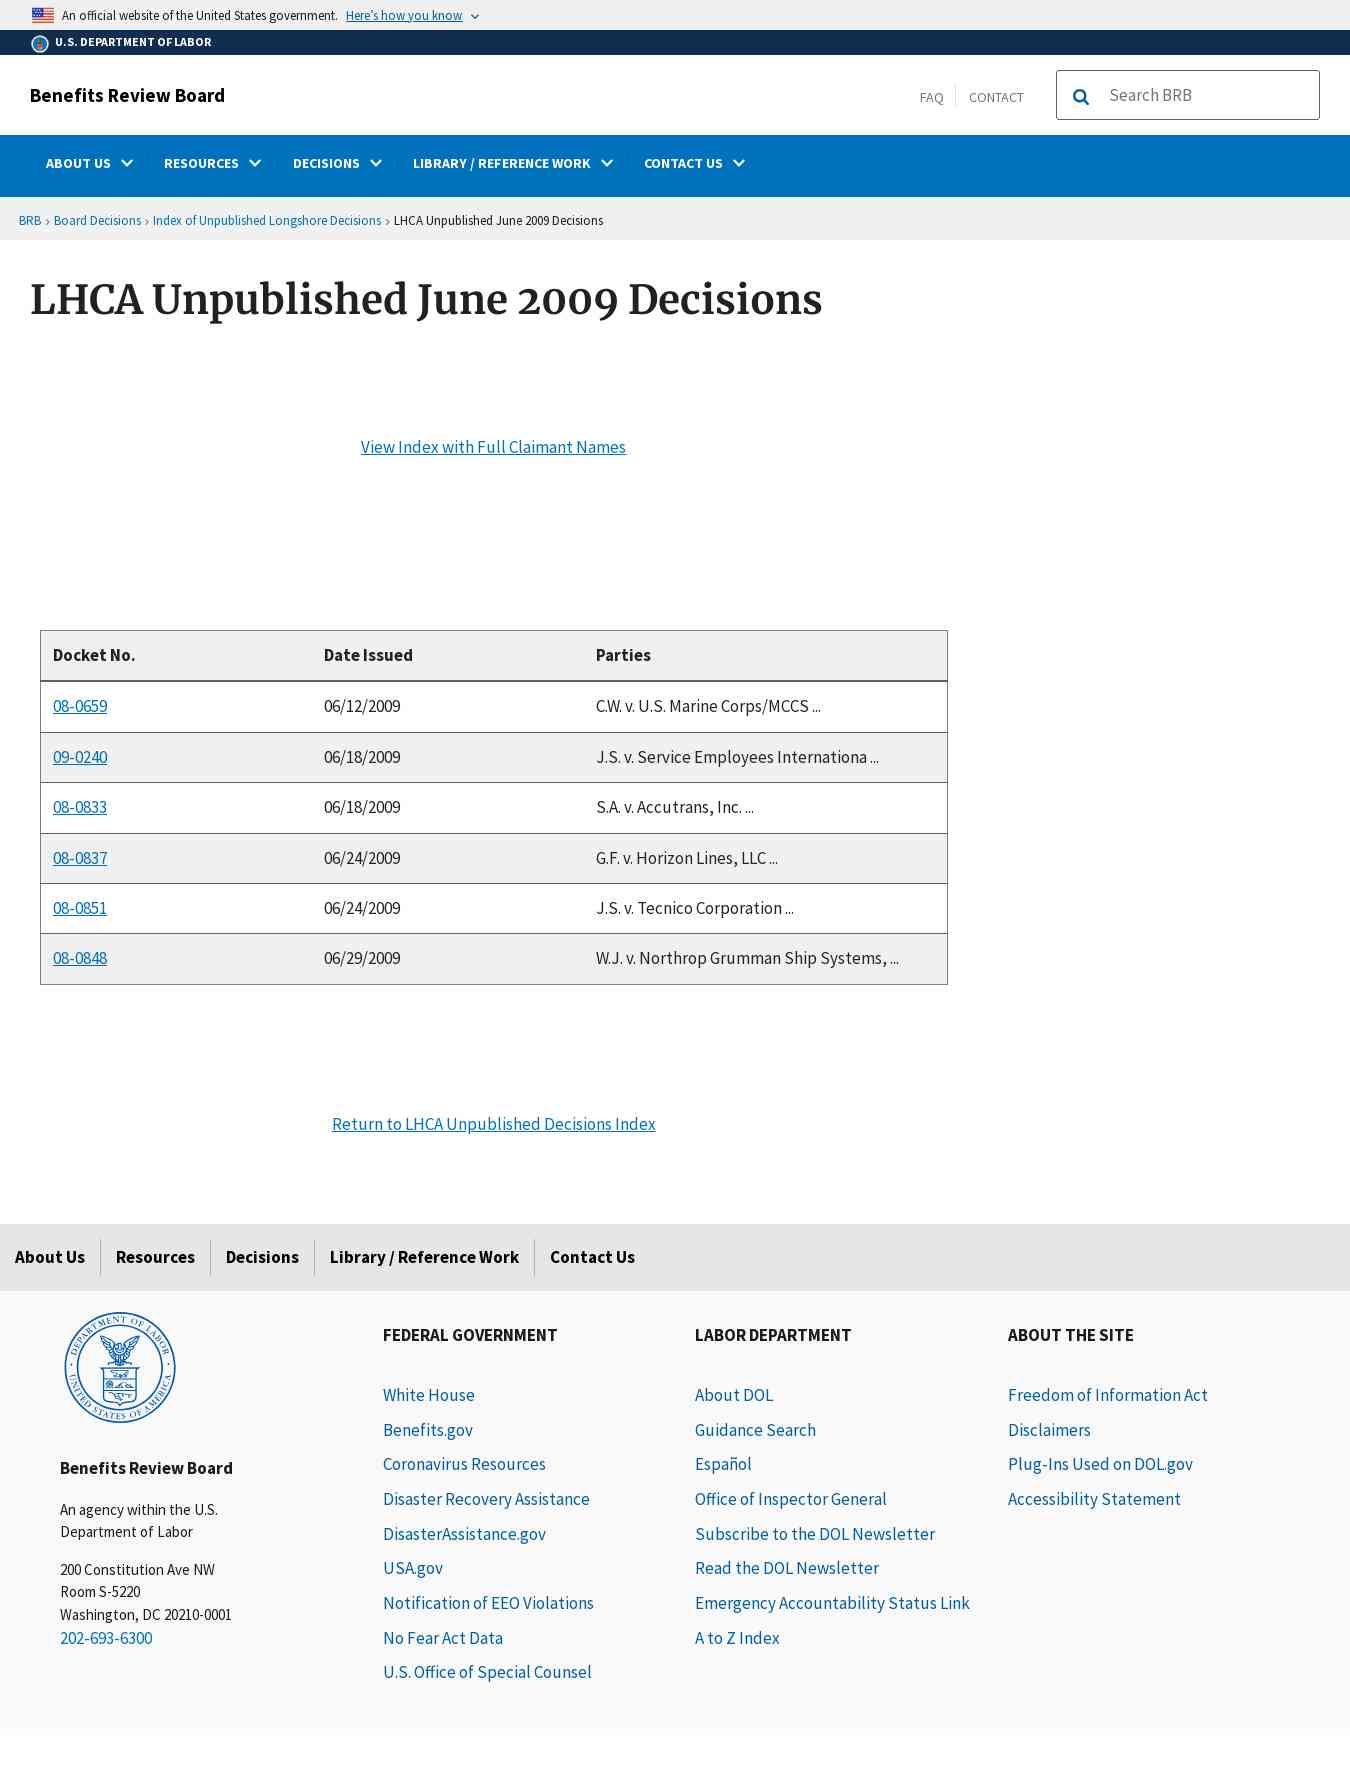 An official website of the United States government. Here's how you know
U.S. DEPARTMENT OF LABOR
Benefits Review Board
FAQ CONTACT Search BRB
ABOUT US RESOURCES DECISIONS LIBRARY / REFERENCE WORK CONTACT US
BRB › Board Decisions › Index of Unpublished Longshore Decisions › LHCA Unpublished June 2009 Decisions
LHCA Unpublished June 2009 Decisions
View Index with Full Claimant Names
Docket No. Date Issued Parties
08-0659 06/12/2009 C.W. v. U.S. Marine Corps/MCCS ...
09-0240 06/18/2009 J.S. v. Service Employees Internationa ...
08-0833 06/18/2009 S.A. v. Accutrans, Inc. ...
08-0837 06/24/2009 G.F. v. Horizon Lines, LLC ...
08-0851 06/24/2009 J.S. v. Tecnico Corporation ...
08-0848 06/29/2009 W.J. v. Northrop Grumman Ship Systems, ...
Return to LHCA Unpublished Decisions Index
About Us Resources Decisions Library / Reference Work Contact Us
DEPARTMENT OF LABOR
UNITED STATES OF AMERICA
Benefits Review Board
An agency within the U.S.
Department of Labor
200 Constitution Ave NW
Room S-5220
Washington, DC 20210-0001
202-693-6300
FEDERAL GOVERNMENT
White House
Benefits.gov
Coronavirus Resources
Disaster Recovery Assistance
DisasterAssistance.gov
USA.gov
Notification of EEO Violations
No Fear Act Data
U.S. Office of Special Counsel
LABOR DEPARTMENT
About DOL
Guidance Search
Español
Office of Inspector General
Subscribe to the DOL Newsletter
Read the DOL Newsletter
Emergency Accountability Status Link
A to Z Index
ABOUT THE SITE
Freedom of Information Act
Disclaimers
Plug-Ins Used on DOL.gov
Accessibility Statement